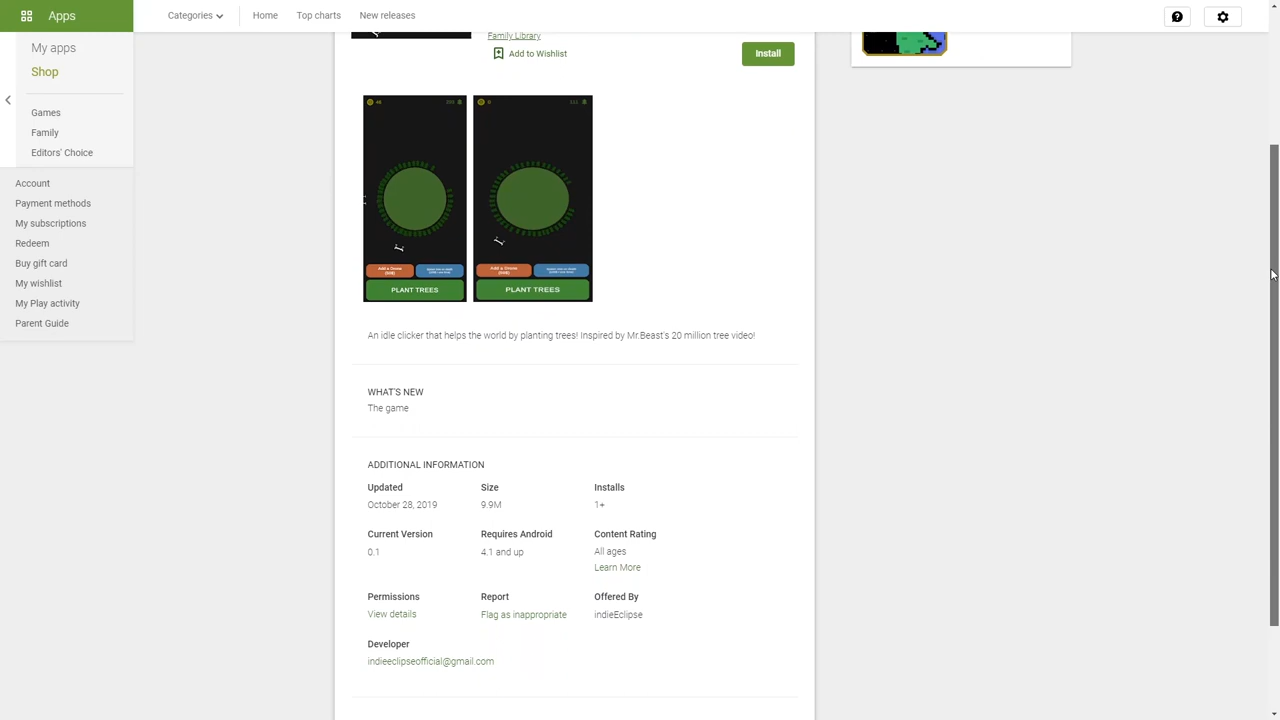 Apps
Categories
Home
Top charts
New releases
My apps
Shop
Games
Family
Editors' Choice
Account
Payment methods
My subscriptions
Redeem
Buy gift card
My wishlist
My Play activity
Parent Guide
Family Library
Add to Wishlist
Install
Add a Drone
PLANT TREES
Add a Drone
PLANT TREES
An idle clicker that helps the world by planting trees! Inspired by Mr.Beast's 20 million tree video!
WHAT'S NEW
The game
ADDITIONAL INFORMATION
Updated
October 28, 2019
Size
9.9M
Installs
1+
Current Version
0.1
Requires Android
4.1 and up
Content Rating
All ages
Learn More
Permissions
View details
Report
Flag as inappropriate
Offered By
indieEclipse
Developer
indieeclipseofficial@gmail.com